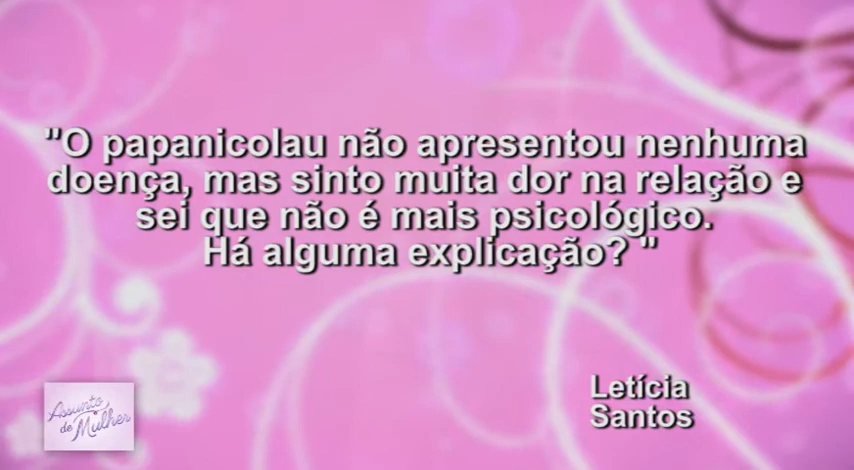 "O papanicolau não apresentou nenhuma
doença, mas sinto muita dor na relação e
sei que não é mais psicológico.
Há alguma explicação? "
Letícia
Santos
Assunto
de Mulher